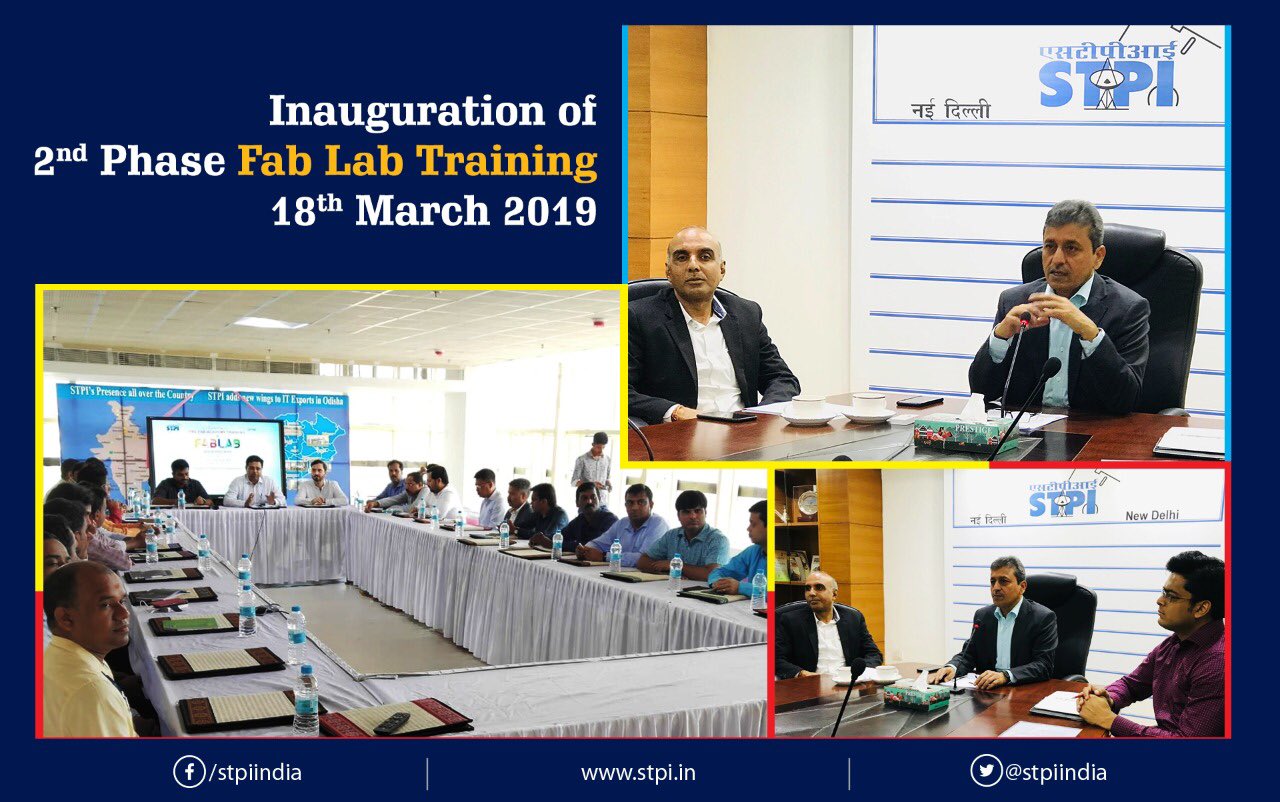 Inauguration of
2nd Phase Fab Lab Training
18th March 2019
एसटीपीआई
STPI
नई दिल्ली
PRESTIGE
STPI's Presence all over the Country
STPI adds new wings to IT Exports in Odisha
STPI
FABLAB
एसटीपीआई
STPI
नई दिल्ली
New Delhi
/stpiindia
www.stpi.in
@stpiindia